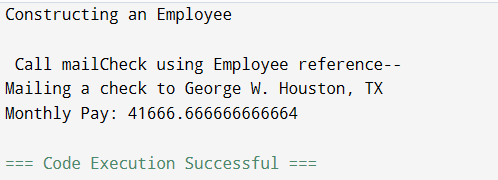 Constructing an Employee
Call mailCheck using Employee reference--
Mailing a check to George W. Houston, TX
Monthly Pay: 41666.666666666664
=== Code Execution Successful ===